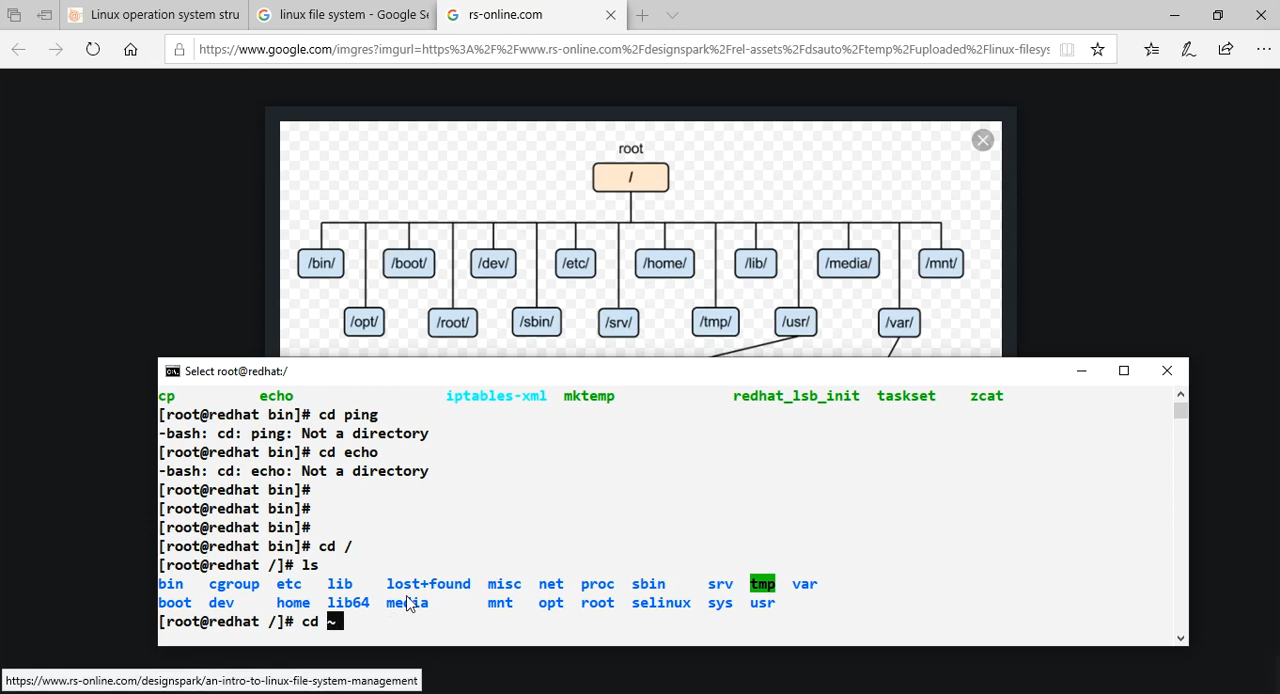 Linux operation system stru
linux file system - Google Se
rs-online.com
https://www.google.com/imgres?imgurl=https%3A%2F%2Fwww.rs-online.com%2Fdesignspark%2Frel-assets%2Fdsauto%2Ftemp%2Fuploaded%2Flinux-filesys
root
/
/bin/ /boot/ /dev/ /etc/ /home/ /lib/ /media/ /mnt/
/opt/ /root/ /sbin/ /srv/ /tmp/ /usr/ /var/
Select root@redhat:/
cp echo iptables-xml mktemp redhat_lsb_init taskset zcat
[root@redhat bin]# cd ping
-bash: cd: ping: Not a directory
[root@redhat bin]# cd echo
-bash: cd: echo: Not a directory
[root@redhat bin]#
[root@redhat bin]#
[root@redhat bin]#
[root@redhat bin]# cd /
[root@redhat /]# ls
bin cgroup etc lib lost+found misc net proc sbin srv tmp var
boot dev home lib64 media mnt opt root selinux sys usr
[root@redhat /]# cd ~
https://www.rs-online.com/designspark/an-intro-to-linux-file-system-management